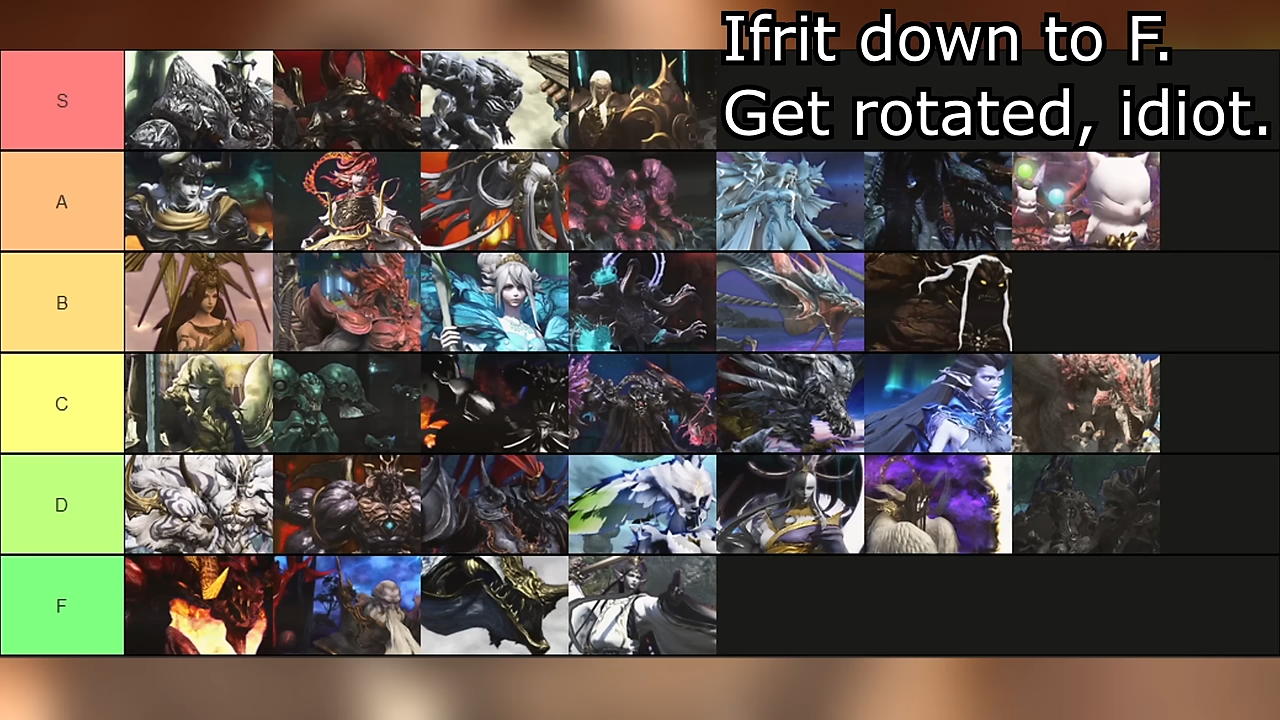 Ifrit down to F.
Get rotated, idiot.
S
A
B
C
D
F